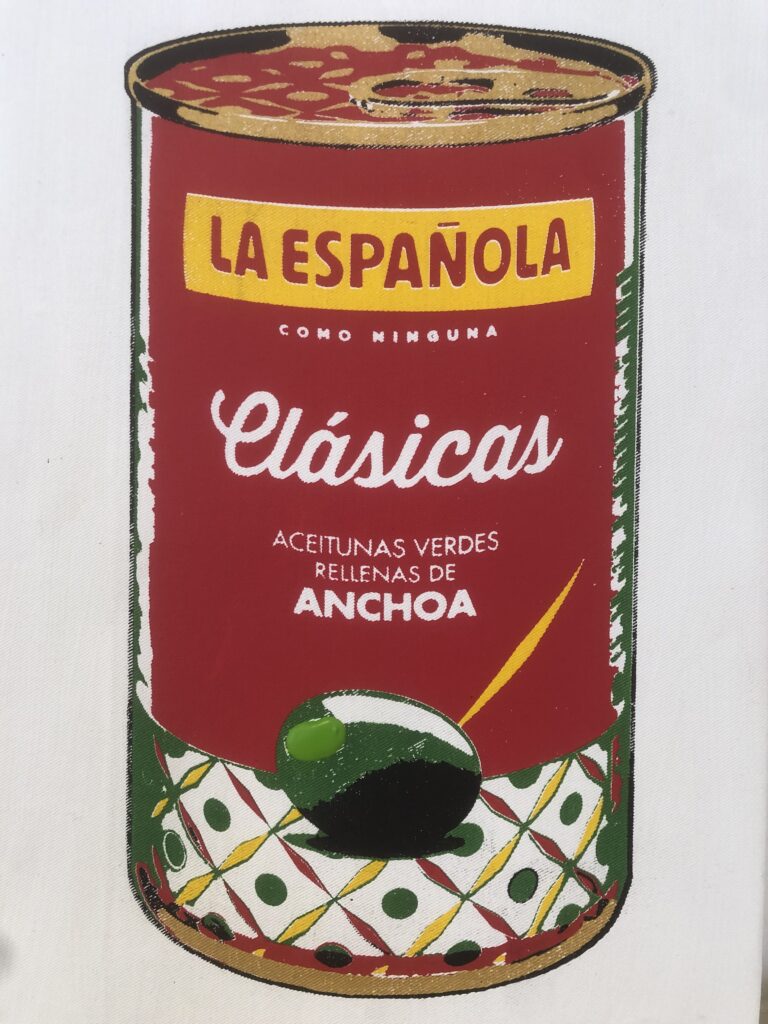 LA ESPAÑOLA
COMO NINGUNA
Clásicas
ACEITUNAS VERDES
RELLENAS DE
ANCHOA